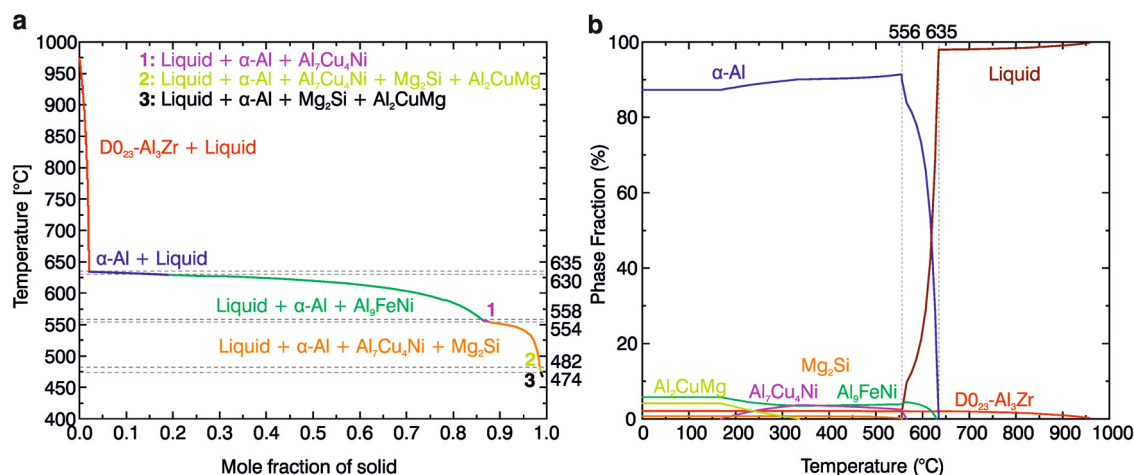 a
1000
950
900
850
800
750
700
650
600
550
500
450
400
Temperature [°C]
1: Liquid + α-Al + Al₇Cu₄Ni
2: Liquid + α-Al + Al₇Cu₄Ni + Mg₂Si + Al₂CuMg
3: Liquid + α-Al + Mg₂Si + Al₂CuMg
D0₂₃-Al₃Zr + Liquid
α-Al + Liquid
Liquid + α-Al + Al₉FeNi
1
Liquid + α-Al + Al₇Cu₄Ni + Mg₂Si
2
3
635
630
558
554
482
474
0.0 0.1 0.2 0.3 0.4 0.5 0.6 0.7 0.8 0.9 1.0
Mole fraction of solid
b
556 635
100
80
60
40
20
0
Phase Fraction (%)
α-Al
Liquid
Mg₂Si
Al₂CuMg
Al₇Cu₄Ni
Al₉FeNi
D0₂₃-Al₃Zr
0 100 200 300 400 500 600 700 800 900 1000
Temperature (°C)